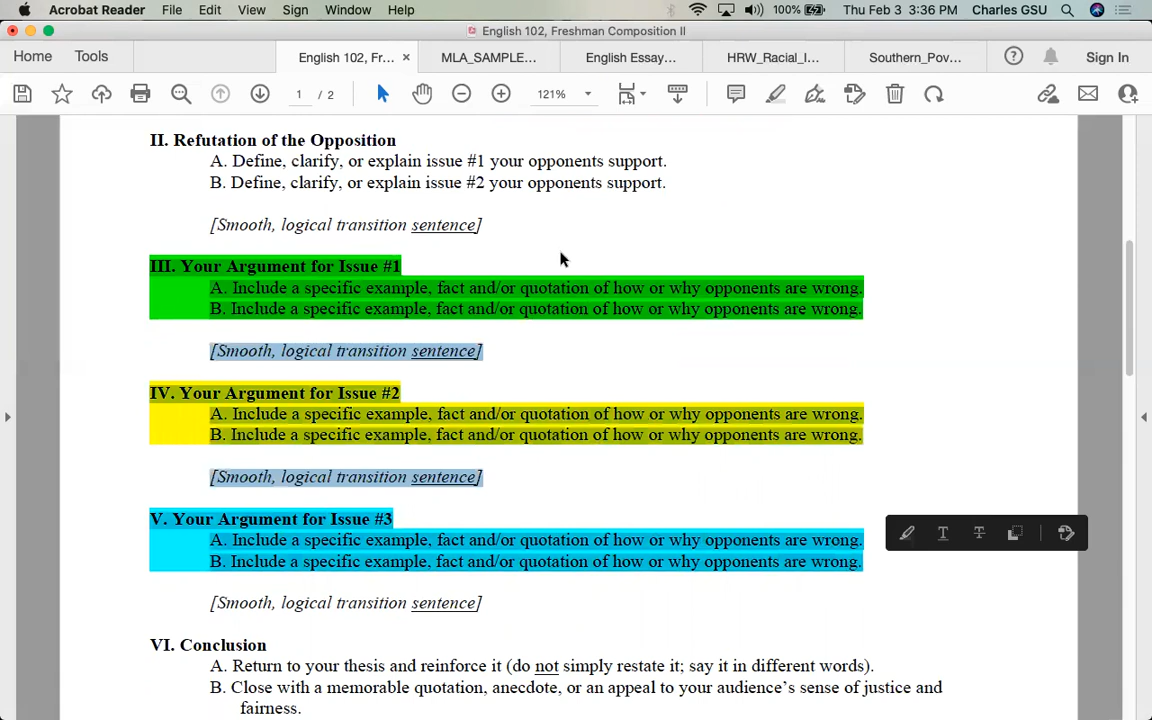 Acrobat Reader File Edit View Sign Window Help 100% Thu Feb 3 3:36 PM Charles GSU
English 102, Freshman Composition II
Home Tools English 102, Fr... × MLA_SAMPLE... English Essay... HRW_Racial_I... Southern_Pov... Sign In
1 / 2 121%
II. Refutation of the Opposition
A. Define, clarify, or explain issue #1 your opponents support.
B. Define, clarify, or explain issue #2 your opponents support.
[Smooth, logical transition sentence]
III. Your Argument for Issue #1
A. Include a specific example, fact and/or quotation of how or why opponents are wrong.
B. Include a specific example, fact and/or quotation of how or why opponents are wrong.
[Smooth, logical transition sentence]
IV. Your Argument for Issue #2
A. Include a specific example, fact and/or quotation of how or why opponents are wrong.
B. Include a specific example, fact and/or quotation of how or why opponents are wrong.
[Smooth, logical transition sentence]
V. Your Argument for Issue #3
A. Include a specific example, fact and/or quotation of how or why opponents are wrong.
B. Include a specific example, fact and/or quotation of how or why opponents are wrong.
[Smooth, logical transition sentence]
VI. Conclusion
A. Return to your thesis and reinforce it (do not simply restate it; say it in different words).
B. Close with a memorable quotation, anecdote, or an appeal to your audience's sense of justice and
fairness.